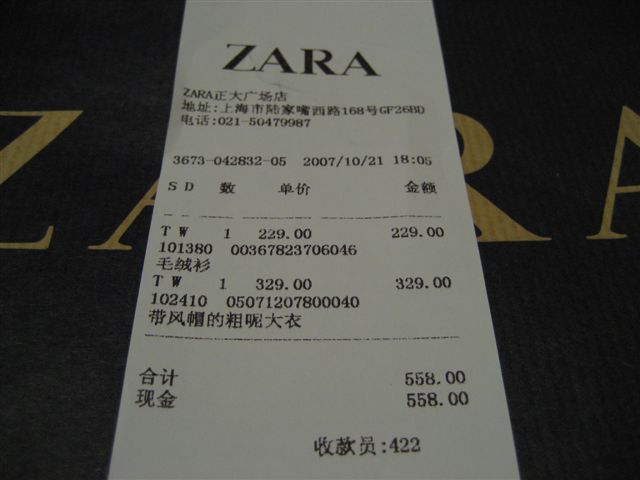 ZARA
ZARA正大广场店
地址:上海市陆家嘴西路168号GF26BD
电话:021-50479987
3673-042832-05 2007/10/21 18:05
S D 数 单价 金额
T W 1 229.00 229.00
101380 00367823706046
毛绒衫
T W 1 329.00 329.00
102410 05071207800040
带风帽的粗呢大衣
合计 558.00
现金 558.00
收款员:422
ZARA